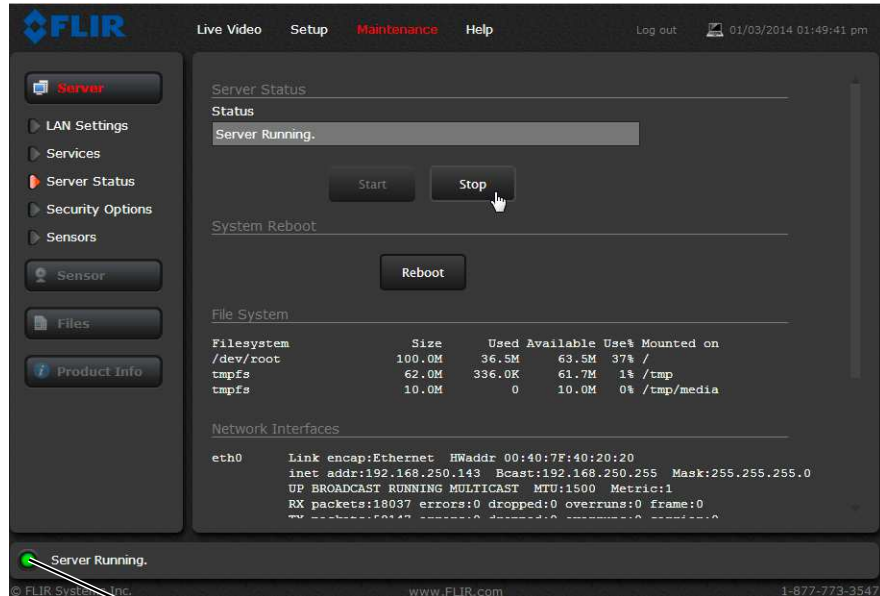 FLIR
Live Video Setup Maintenance Help Log out 01/03/2014 01:49:41 pm
Server
LAN Settings
Services
Server Status
Security Options
Sensors
Sensor
Files
Product Info
Server Status
Status
Server Running.
Start Stop
System Reboot
Reboot
File System
Filesystem Size Used Available Use% Mounted on
/dev/root 100.0M 36.5M 63.5M 37% /
tmpfs 62.0M 336.0K 61.7M 1% /tmp
tmpfs 10.0M 0 10.0M 0% /tmp/media
Network Interfaces
eth0 Link encap:Ethernet HWaddr 00:40:7F:40:20:20
inet addr:192.168.250.143 Bcast:192.168.250.255 Mask:255.255.255.0
UP BROADCAST RUNNING MULTICAST MTU:1500 Metric:1
RX packets:18037 errors:0 dropped:0 overruns:0 frame:0
Server Running.
© FLIR Systems Inc. www.FLIR.com 1-877-773-3547